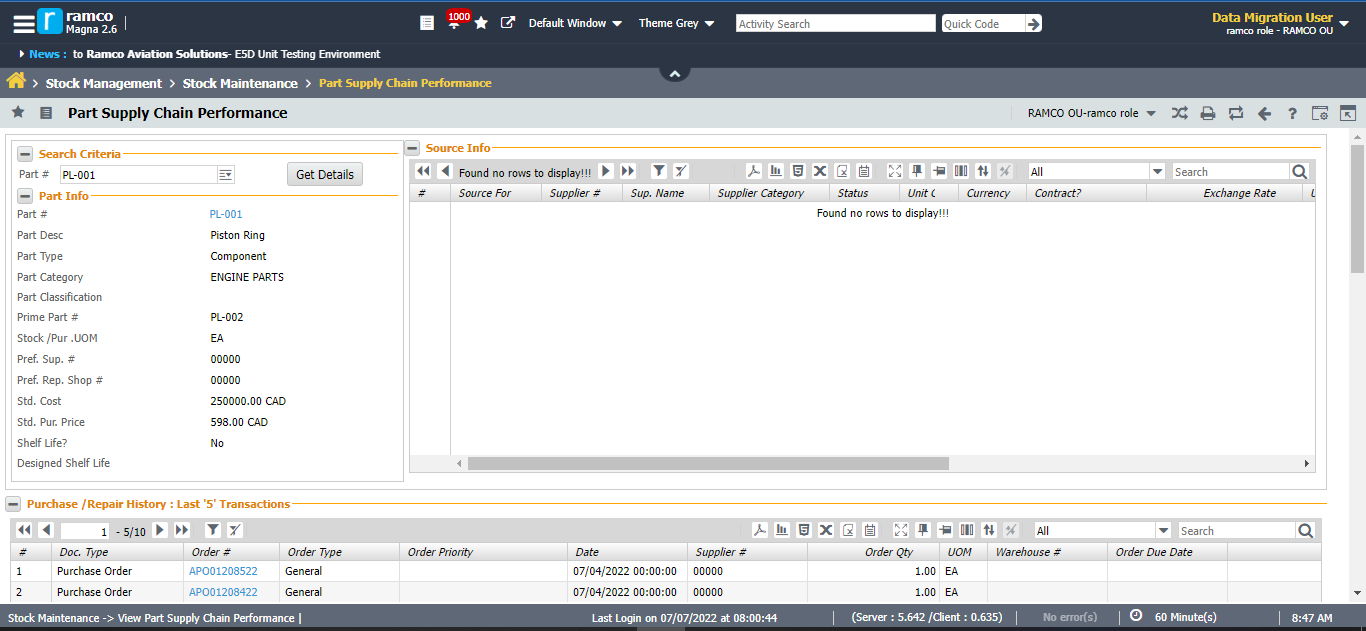 ramco
Magna 2.6
1000
Default Window
Theme Grey
Activity Search
Quick Code
Data Migration User
ramco role - RAMCO OU
News : to Ramco Aviation Solutions- E5D Unit Testing Environment
Stock Management > Stock Maintenance > Part Supply Chain Performance
Part Supply Chain Performance
RAMCO OU-ramco role
Search Criteria
Part # PL-001
Get Details
Part Info
Part # PL-001
Part Desc Piston Ring
Part Type Component
Part Category ENGINE PARTS
Part Classification
Prime Part # PL-002
Stock /Pur .UOM EA
Pref. Sup. # 00000
Pref. Rep. Shop # 00000
Std. Cost 250000.00 CAD
Std. Pur. Price 598.00 CAD
Shelf Life? No
Designed Shelf Life
Source Info
Found no rows to display!!! All Search
# Source For Supplier # Sup. Name Supplier Category Status Unit C Currency Contract? Exchange Rate U
Found no rows to display!!!
Purchase /Repair History : Last '5' Transactions
1 - 5/10 All Search
# Doc. Type Order # Order Type Order Priority Date Supplier # Order Qty UOM Warehouse # Order Due Date
1 Purchase Order APO01208522 General 07/04/2022 00:00:00 00000 1.00 EA
2 Purchase Order APO01208422 General 07/04/2022 00:00:00 00000 1.00 EA
Stock Maintenance -> View Part Supply Chain Performance | Last Login on 07/07/2022 at 08:00:44 (Server : 5.642 /Client : 0.635) No error(s) 60 Minute(s) 8:47 AM